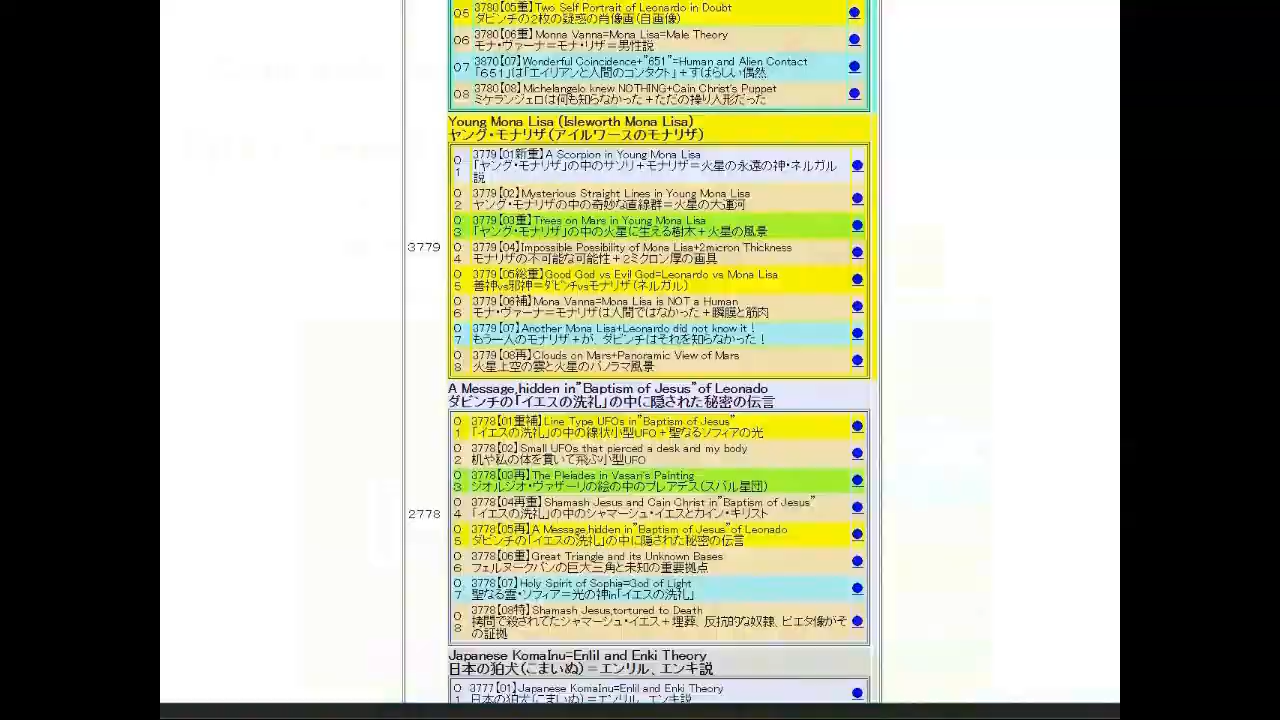 05 3780【05重】Two Self Portrait of Leonardo in Doubt
ダビンチの2枚の疑惑の肖像画(自画像)
06 3780【06重】Monna Vanna=Mona Lisa=Male Theory
モナ・ヴァーナ=モナ・リザ=男性説
07 3870【07】Wonderful Coincidence+"651"=Human and Alien Contact
「651」は「エイリアンと人間のコンタクト」+すばらしい偶然
08 3780【08】Michelangelo knew NOTHING+Cain Christ's Puppet
ミケランジェロは何も知らなかった+ただの操り人形だった
Young Mona Lisa (Isleworth Mona Lisa)
ヤング・モナリザ(アイルワースのモナリザ)
3779
01 3779【01新重】A Scorpion in Young Mona Lisa
「ヤング・モナリザ」の中のサソリ+モナリザ=火星の永遠の神・ネルガル
説
02 3779【02】Mysterious Straight Lines in Young Mona Lisa
ヤング・モナリザの中の奇妙な直線群=火星の大運河
03 3779【03重】Trees on Mars in Young Mona Lisa
「ヤング・モナリザ」の中の火星に生える樹木+火星の風景
04 3779【04】Impossible Possibility of Mona Lisa+2micron Thickness
モナリザの不可能な可能性+2ミクロン厚の画具
05 3779【05総重】Good God vs Evil God=Leonardo vs Mona Lisa
善神vs邪神=ダビンチvsモナリザ(ネルガル)
06 3779【06補】Mona Vanna=Mona Lisa is NOT a Human
モナ・ヴァーナ=モナリザは人間ではなかった+瞬膜と筋肉
07 3779【07】Another Mona Lisa+Leonardo did not know it!
もう一人のモナリザ+が、ダビンチはそれを知らなかった!
08 3779【08再】Clouds on Mars+Panoramic View of Mars
火星上空の雲と火星のパノラマ風景
A Message,hidden in"Baptism of Jesus"of Leonado
ダビンチの「イエスの洗礼」の中に隠された秘密の伝言
2778
01 3778【01重補】Line Type UFOs in"Baptism of Jesus"
「イエスの洗礼」の中の線状小型UFO+聖なるソフィアの光
02 3778【02】Small UFOs that pierced a desk and my body
机や私の体を貫いて飛ぶ小型UFO
03 3778【03再】The Pleiades in Vasari's Painting
ジオルジオ・ヴァザーリの絵の中のプレアデス(スバル星団)
04 3778【04再重】Shamash Jesus and Cain Christ in"Baptism of Jesus"
「イエスの洗礼」の中のシャマーシュ・イエスとカイン・キリスト
05 3778【05再】A Message,hidden in"Baptism of Jesus"of Leonado
ダビンチの「イエスの洗礼」の中に隠された秘密の伝言
06 3778【06重】Great Triangle and its Unknown Bases
フェルヌークバンの巨大三角と未知の重要拠点
07 3778【07】Holy Spirit of Sophia=God of Light
聖なる霊・ソフィア=光の神in「イエスの洗礼」
08 3778【08特】Shamash Jesus,tortured to Death
拷問で殺されてたシャマーシュ・イエス+埋葬、反抗的な奴隷、ピエタ像がそ
の証拠
Japanese KomaInu=Enlil and Enki Theory
日本の狛犬(こまいぬ)=エンリル、エンキ説
01 3777【01】Japanese KomaInu=Enlil and Enki Theory
日本の狛犬(こまいぬ)=エンリル、エンキ説